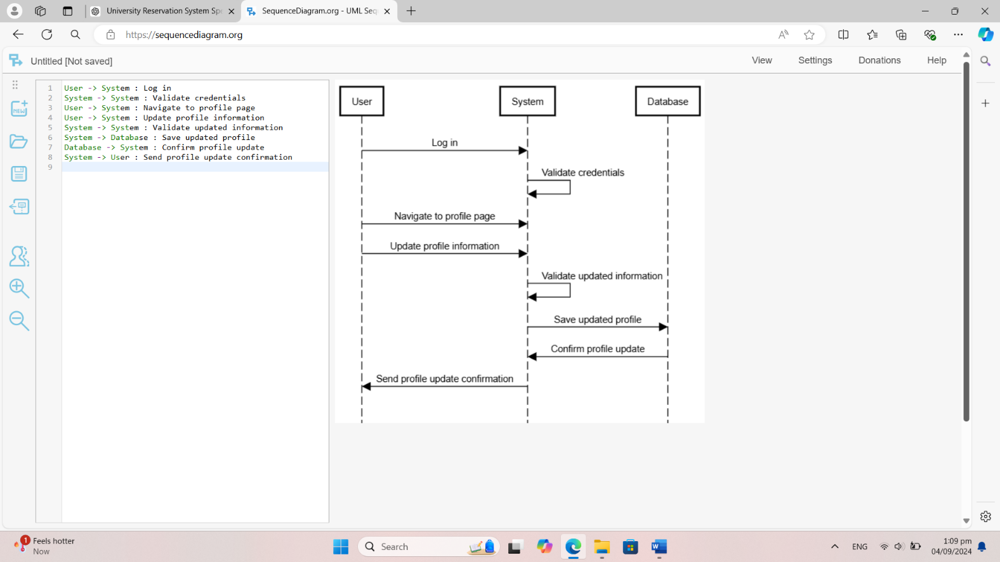 University Reservation System Spe
SequenceDiagram.org - UML Seq
https://sequencediagram.org
Untitled [Not saved]
View
Settings
Donations
Help
NEW
1 User -> System : Log in
2 System -> System : Validate credentials
3 User -> System : Navigate to profile page
4 User -> System : Update profile information
5 System -> System : Validate updated information
6 System -> Database : Save updated profile
7 Database -> System : Confirm profile update
8 System -> User : Send profile update confirmation
9
User
System
Database
Log in
Validate credentials
Navigate to profile page
Update profile information
Validate updated information
Save updated profile
Confirm profile update
Send profile update confirmation
1
Feels hotter
Now
Search
W
ENG
1:09 pm
04/09/2024